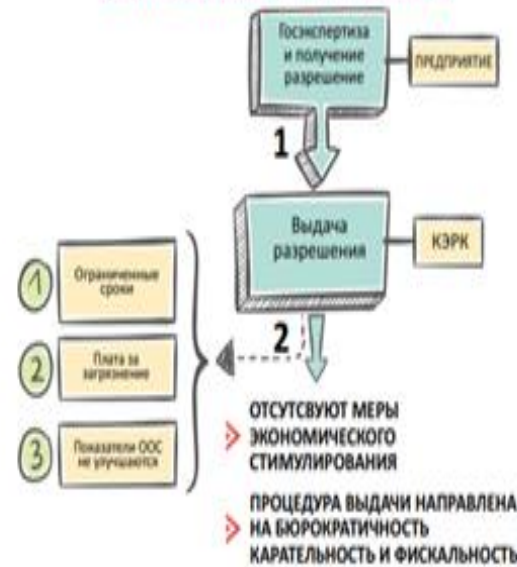 Госэкспертиза
и получение
разрешение
ПРЕДПРИЯТИЕ
1
Выдача
разрешения
КЭРК
1
Ограниченные
сроки
2
Плата за
загрязнение
3
Показатели ООС
не улучшаются
2
ОТСУТСВУЮТ МЕРЫ
ЭКОНОМИЧЕСКОГО
СТИМУЛИРОВАНИЯ
ПРОЦЕДУРА ВЫДАЧИ НАПРАВЛЕНА
НА БЮРОКРАТИЧНОСТЬ
КАРАТЕЛЬНОСТЬ И ФИСКАЛЬНОСТЬ